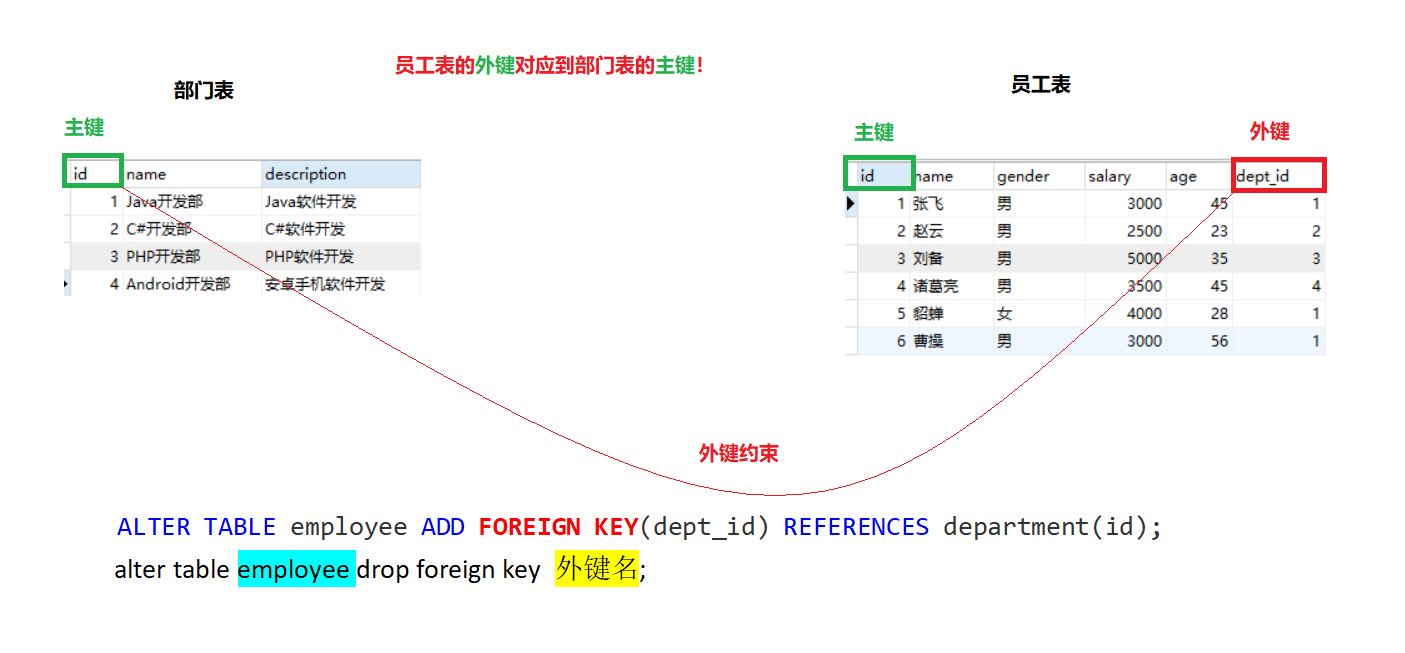 员工表的外键对应到部门表的主键!
部门表
员工表
主键
主键
外键
id name description
1 Java开发部 Java软件开发
2 C#开发部 C#软件开发
3 PHP开发部 PHP软件开发
4 Android开发部 安卓手机软件开发
id name gender salary age dept_id
1 张飞 男 3000 45 1
2 赵云 男 2500 23 2
3 刘备 男 5000 35 3
4 诸葛亮 男 3500 45 4
5 貂蝉 女 4000 28 1
6 曹操 男 3000 56 1
外键约束
ALTER TABLE employee ADD FOREIGN KEY(dept_id) REFERENCES department(id);
alter table employee drop foreign key 外键名;